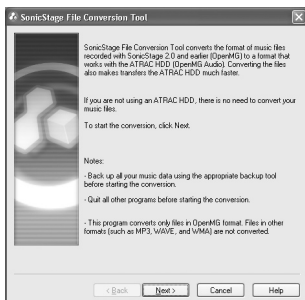 SonicStage File Conversion Tool
SonicStage File Conversion Tool converts the format of music files
recorded with SonicStage 2.0 and earlier (OpenMG) to a format that
works with the ATRAC HDD (OpenMG Audio). Converting the files
also makes transfers the ATRAC HDD much faster.
If you are not using an ATRAC HDD, there is no need to convert your
music files.
To start the conversion, click Next.
Notes:
- Back up all your music data using the appropriate backup tool
before starting the conversion.
- Quit all other programs before starting the conversion.
- This program converts only files in OpenMG format. Files in other
formats (such as MP3, WAVE, and WMA) are not converted.
< Back Next > Cancel Help